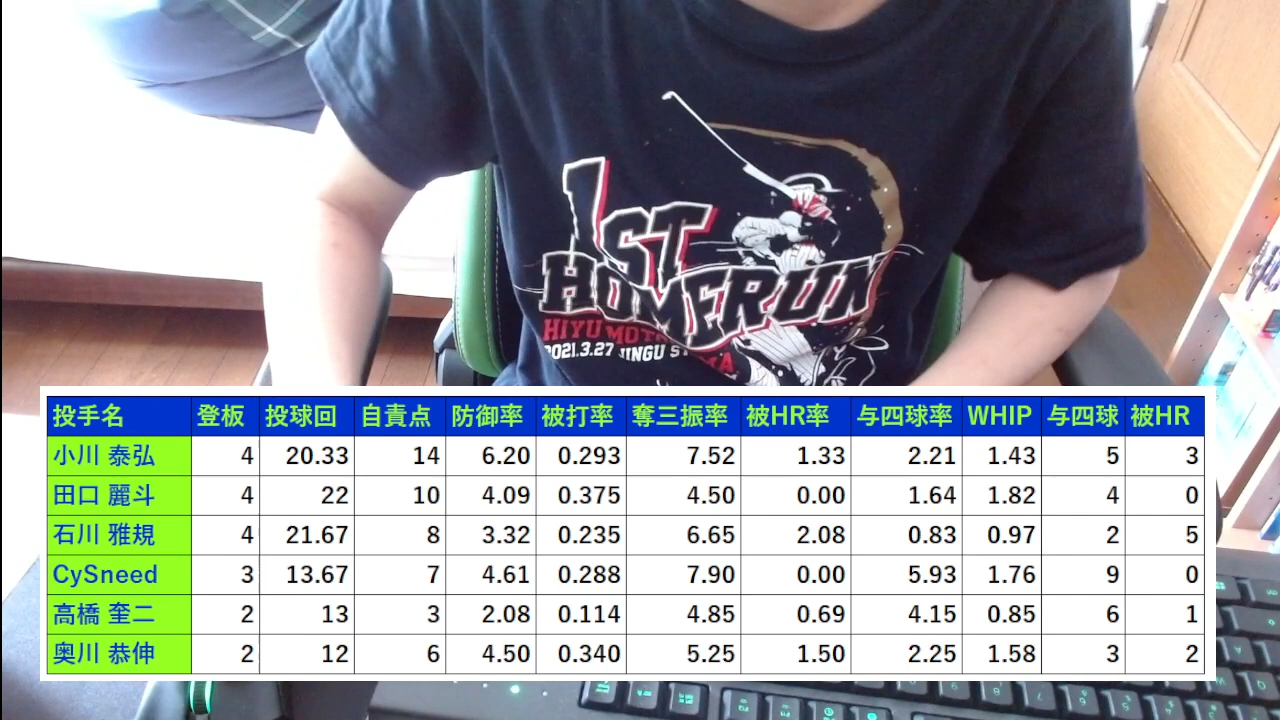 1ST
HOMERUN
HIYU MOT
2021.3.27 JINGU ST
MA
投手名 登板 投球回 自責点 防御率 被打率 奪三振率 被HR率 与四球率 WHIP 与四球 被HR
小川 泰弘 4 20.33 14 6.20 0.293 7.52 1.33 2.21 1.43 5 3
田口 麗斗 4 22 10 4.09 0.375 4.50 0.00 1.64 1.82 4 0
石川 雅規 4 21.67 8 3.32 0.235 6.65 2.08 0.83 0.97 2 5
CySneed 3 13.67 7 4.61 0.288 7.90 0.00 5.93 1.76 9 0
高橋 奎二 2 13 3 2.08 0.114 4.85 0.69 4.15 0.85 6 1
奥川 恭伸 2 12 6 4.50 0.340 5.25 1.50 2.25 1.58 3 2